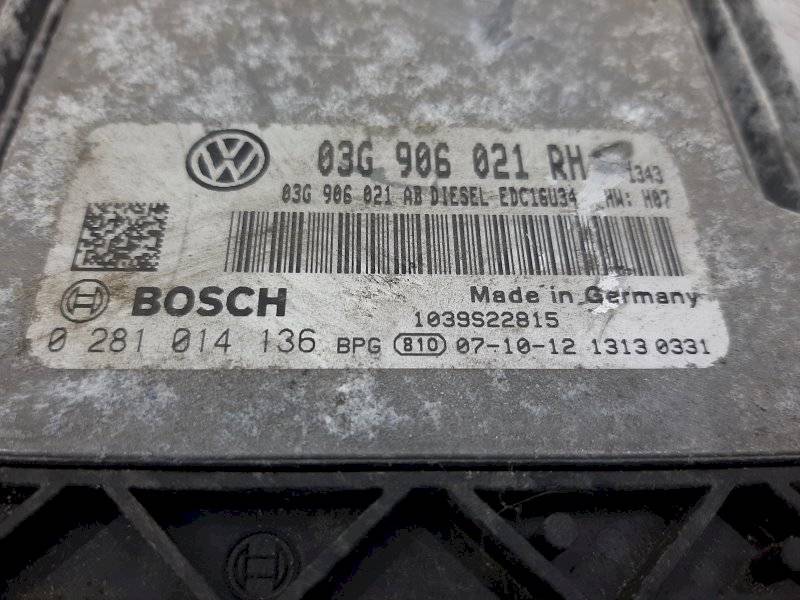 VW 03G 906 021 RH 1343
03G 906 021 AB DIESEL EDC16U34 HW: H07
BOSCH Made in Germany
1039S22815
0 281 014 136 BPG 810 07-10-12 1313 0331